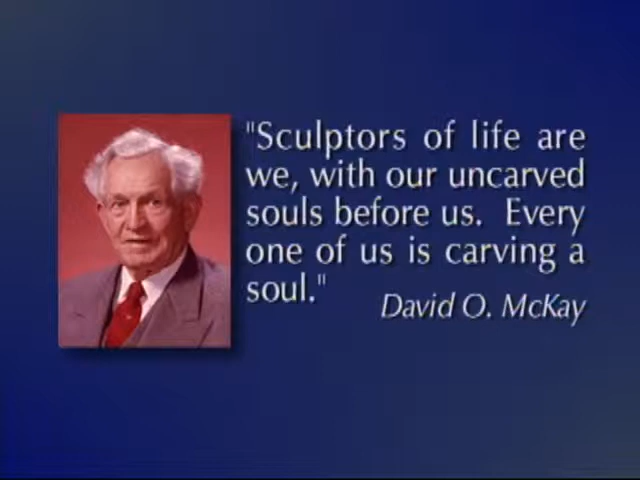 "Sculptors of life are
we, with our uncarved
souls before us.  Every
one of us is carving a
soul."
David O. McKay